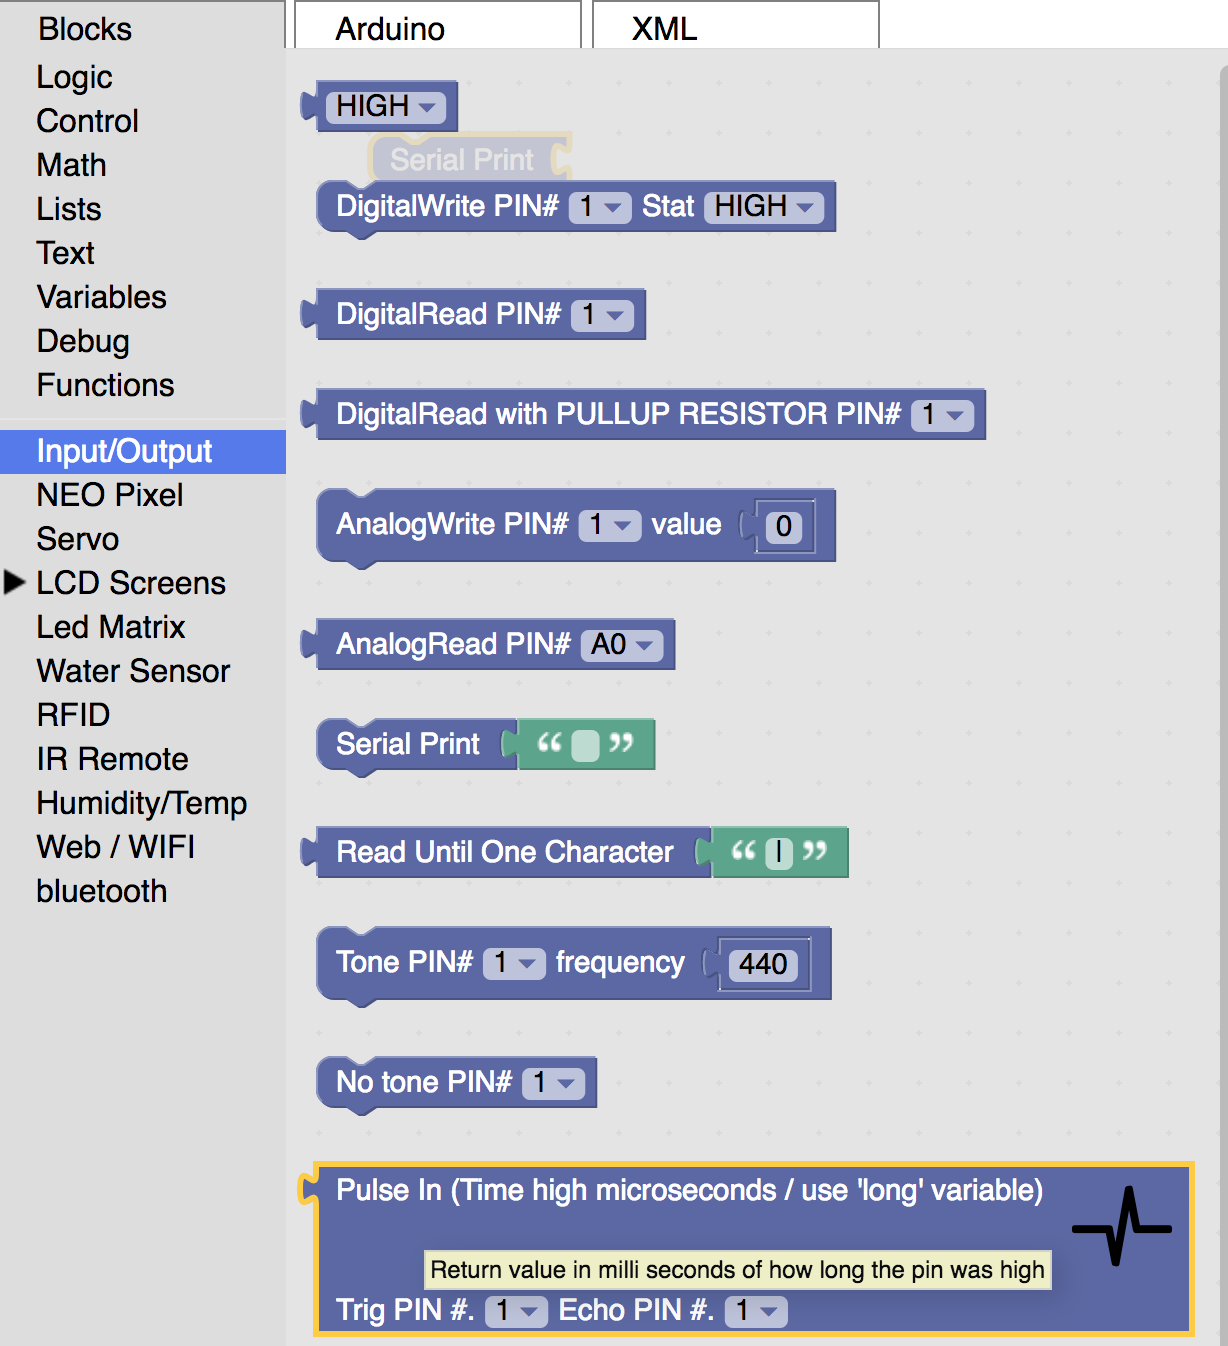 Blocks
Arduino
XML
Logic
Control
Math
Lists
Text
Variables
Debug
Functions
Input/Output
NEO Pixel
Servo
LCD Screens
Led Matrix
Water Sensor
RFID
IR Remote
Humidity/Temp
Web / WIFI
bluetooth
HIGH
Serial Print
DigitalWrite PIN# 1 Stat HIGH
DigitalRead PIN# 1
DigitalRead with PULLUP RESISTOR PIN# 1
AnalogWrite PIN# 1 value 0
AnalogRead PIN# A0
Serial Print “ ”
Read Until One Character “ l ”
Tone PIN# 1 frequency 440
No tone PIN# 1
Pulse In (Time high microseconds / use 'long' variable)
Return value in milli seconds of how long the pin was high
Trig PIN #. 1 Echo PIN #. 1